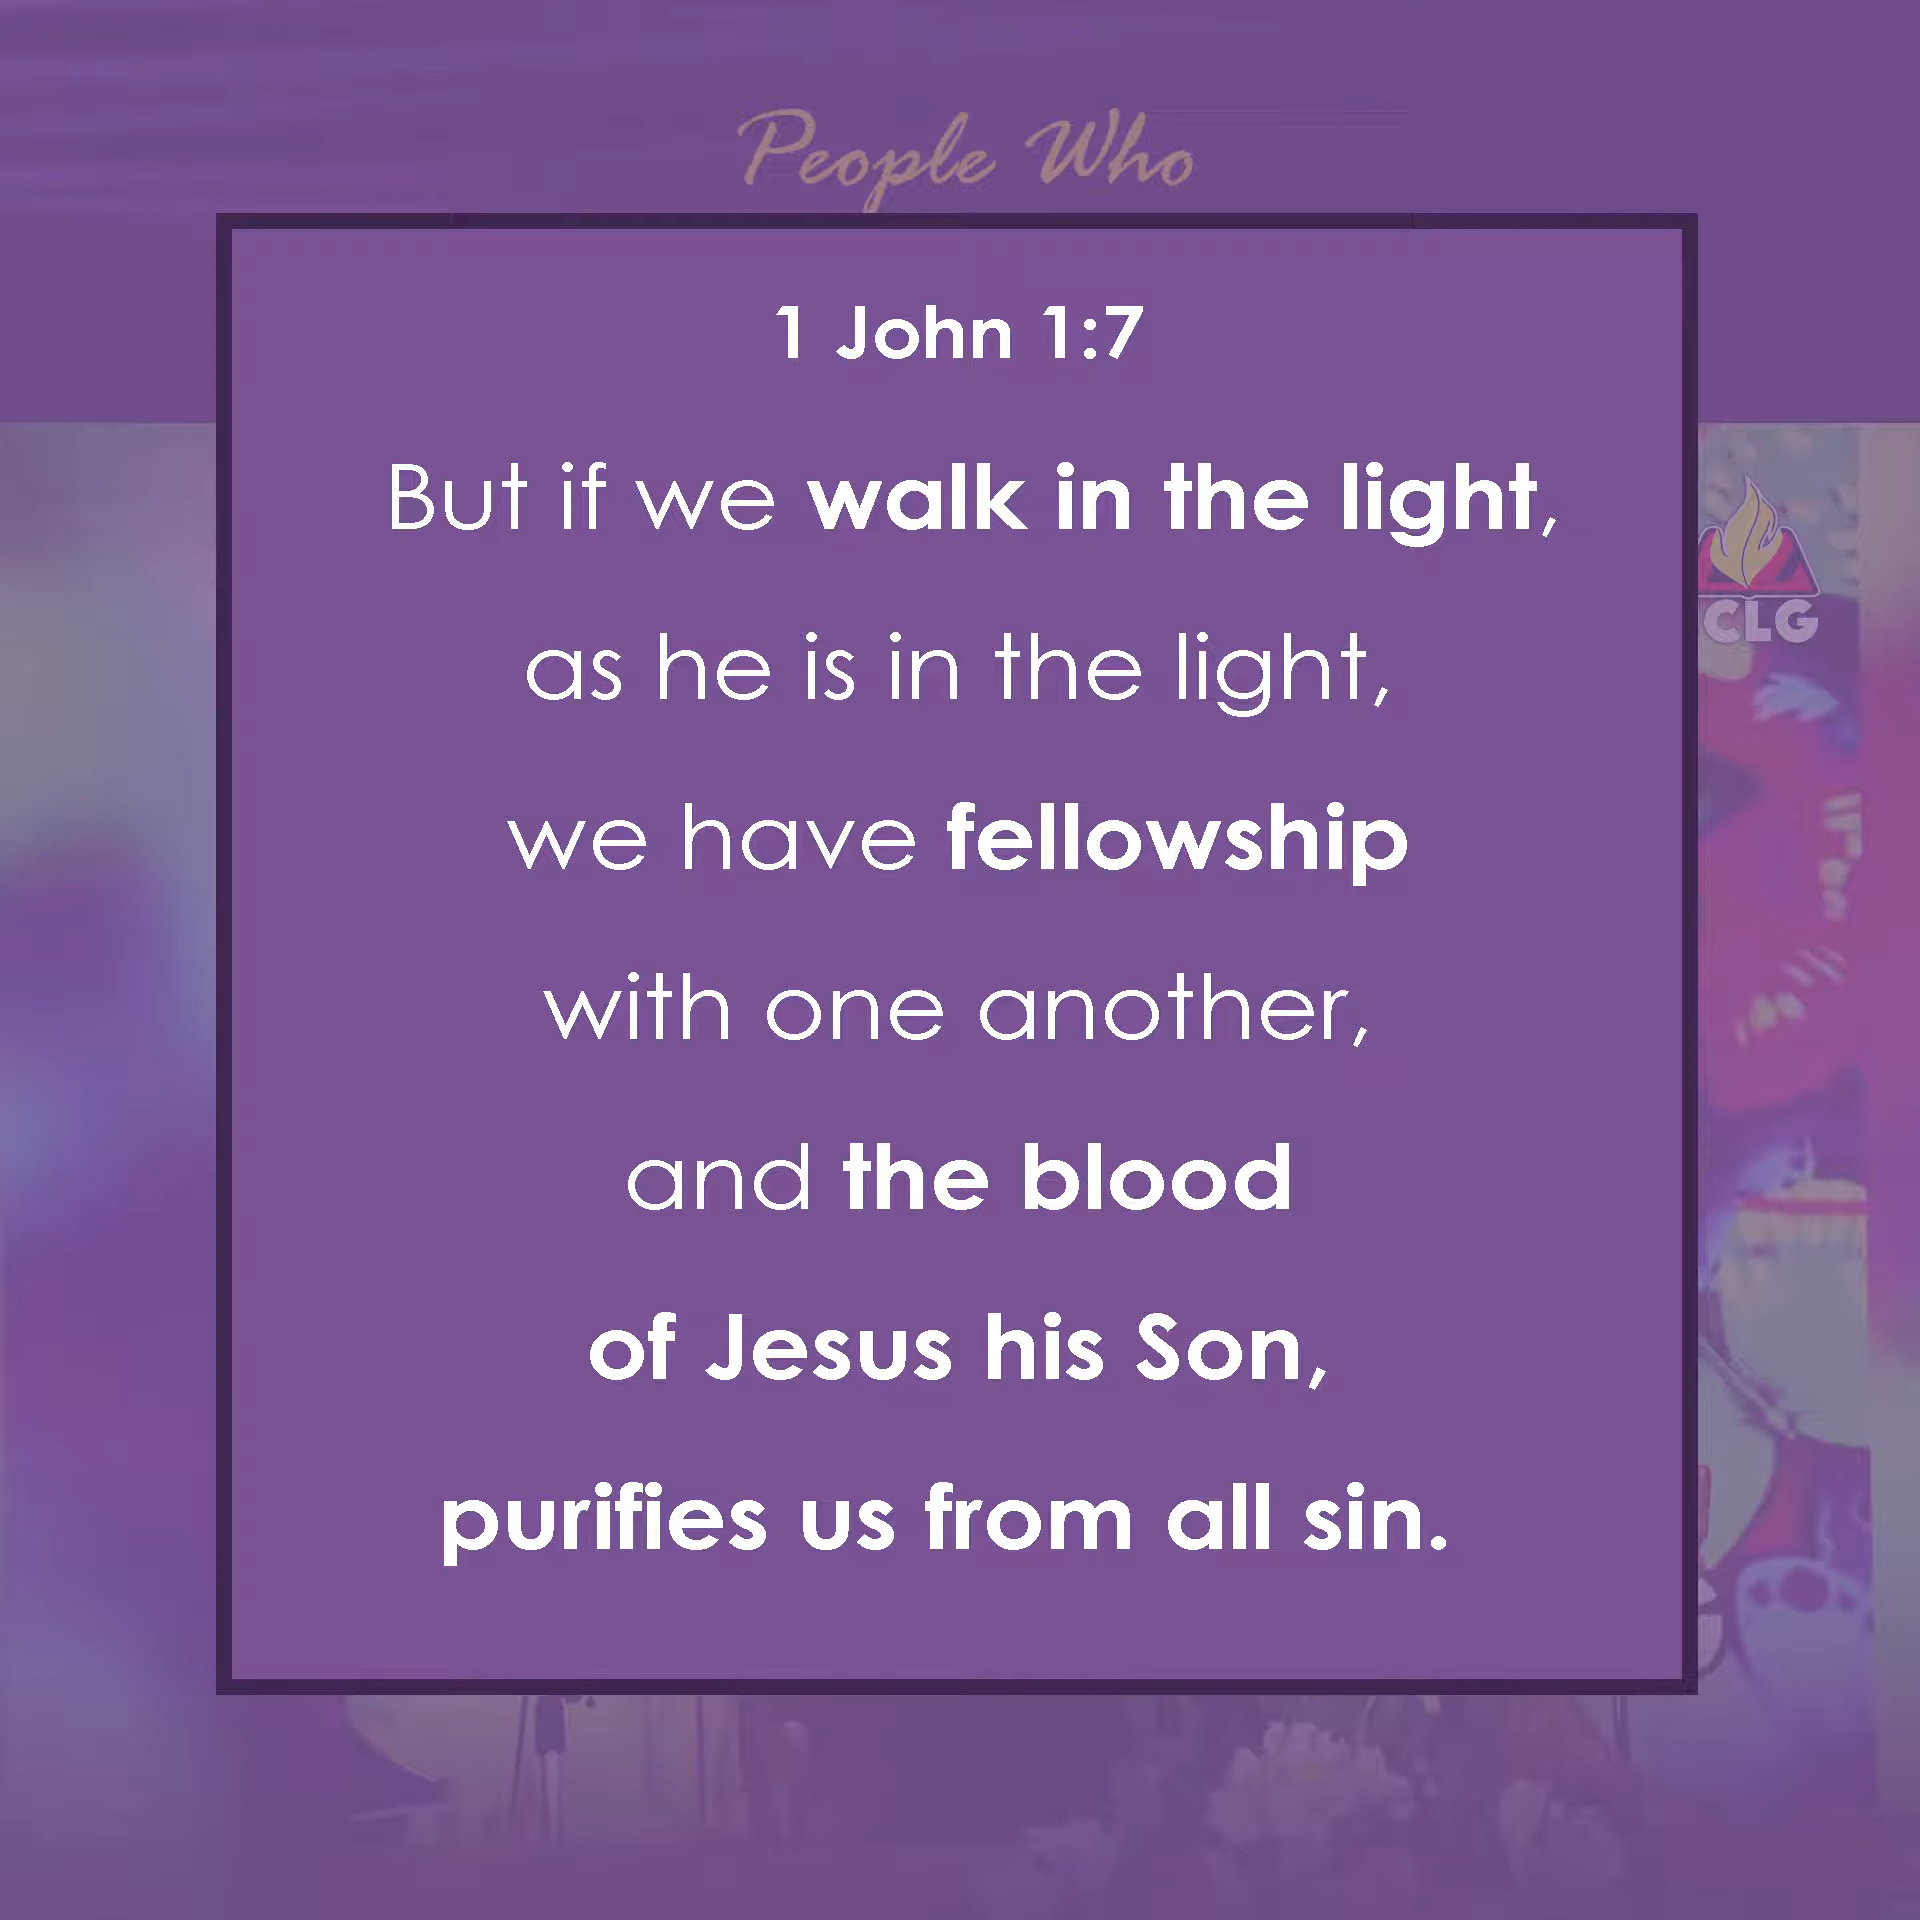 People Who
1 John 1:7
But if we walk in the light,
as he is in the light,
we have fellowship
with one another,
and the blood
of Jesus his Son,
purifies us from all sin.
CLG